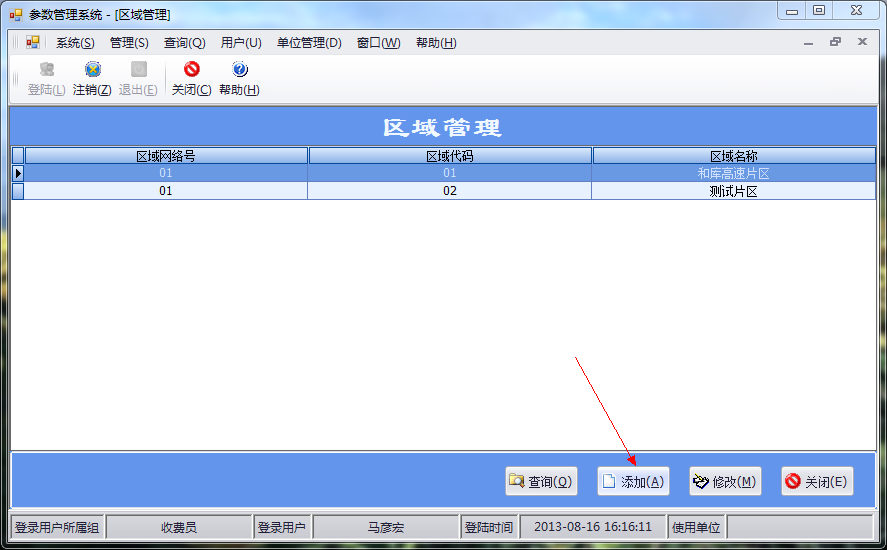 参数管理系统 - [区域管理]
系统(S) 管理(S) 查询(Q) 用户(U) 单位管理(D) 窗口(W) 帮助(H)
登陆(L) 注销(Z) 退出(E) 关闭(C) 帮助(H)
区域管理
区域网络号 区域代码 区域名称
01 01 和库高速片区
01 02 测试片区
查询(Q) 添加(A) 修改(M) 关闭(E)
登录用户所属组 收费员 登录用户 马彦宏 登陆时间 2013-08-16 16:16:11 使用单位